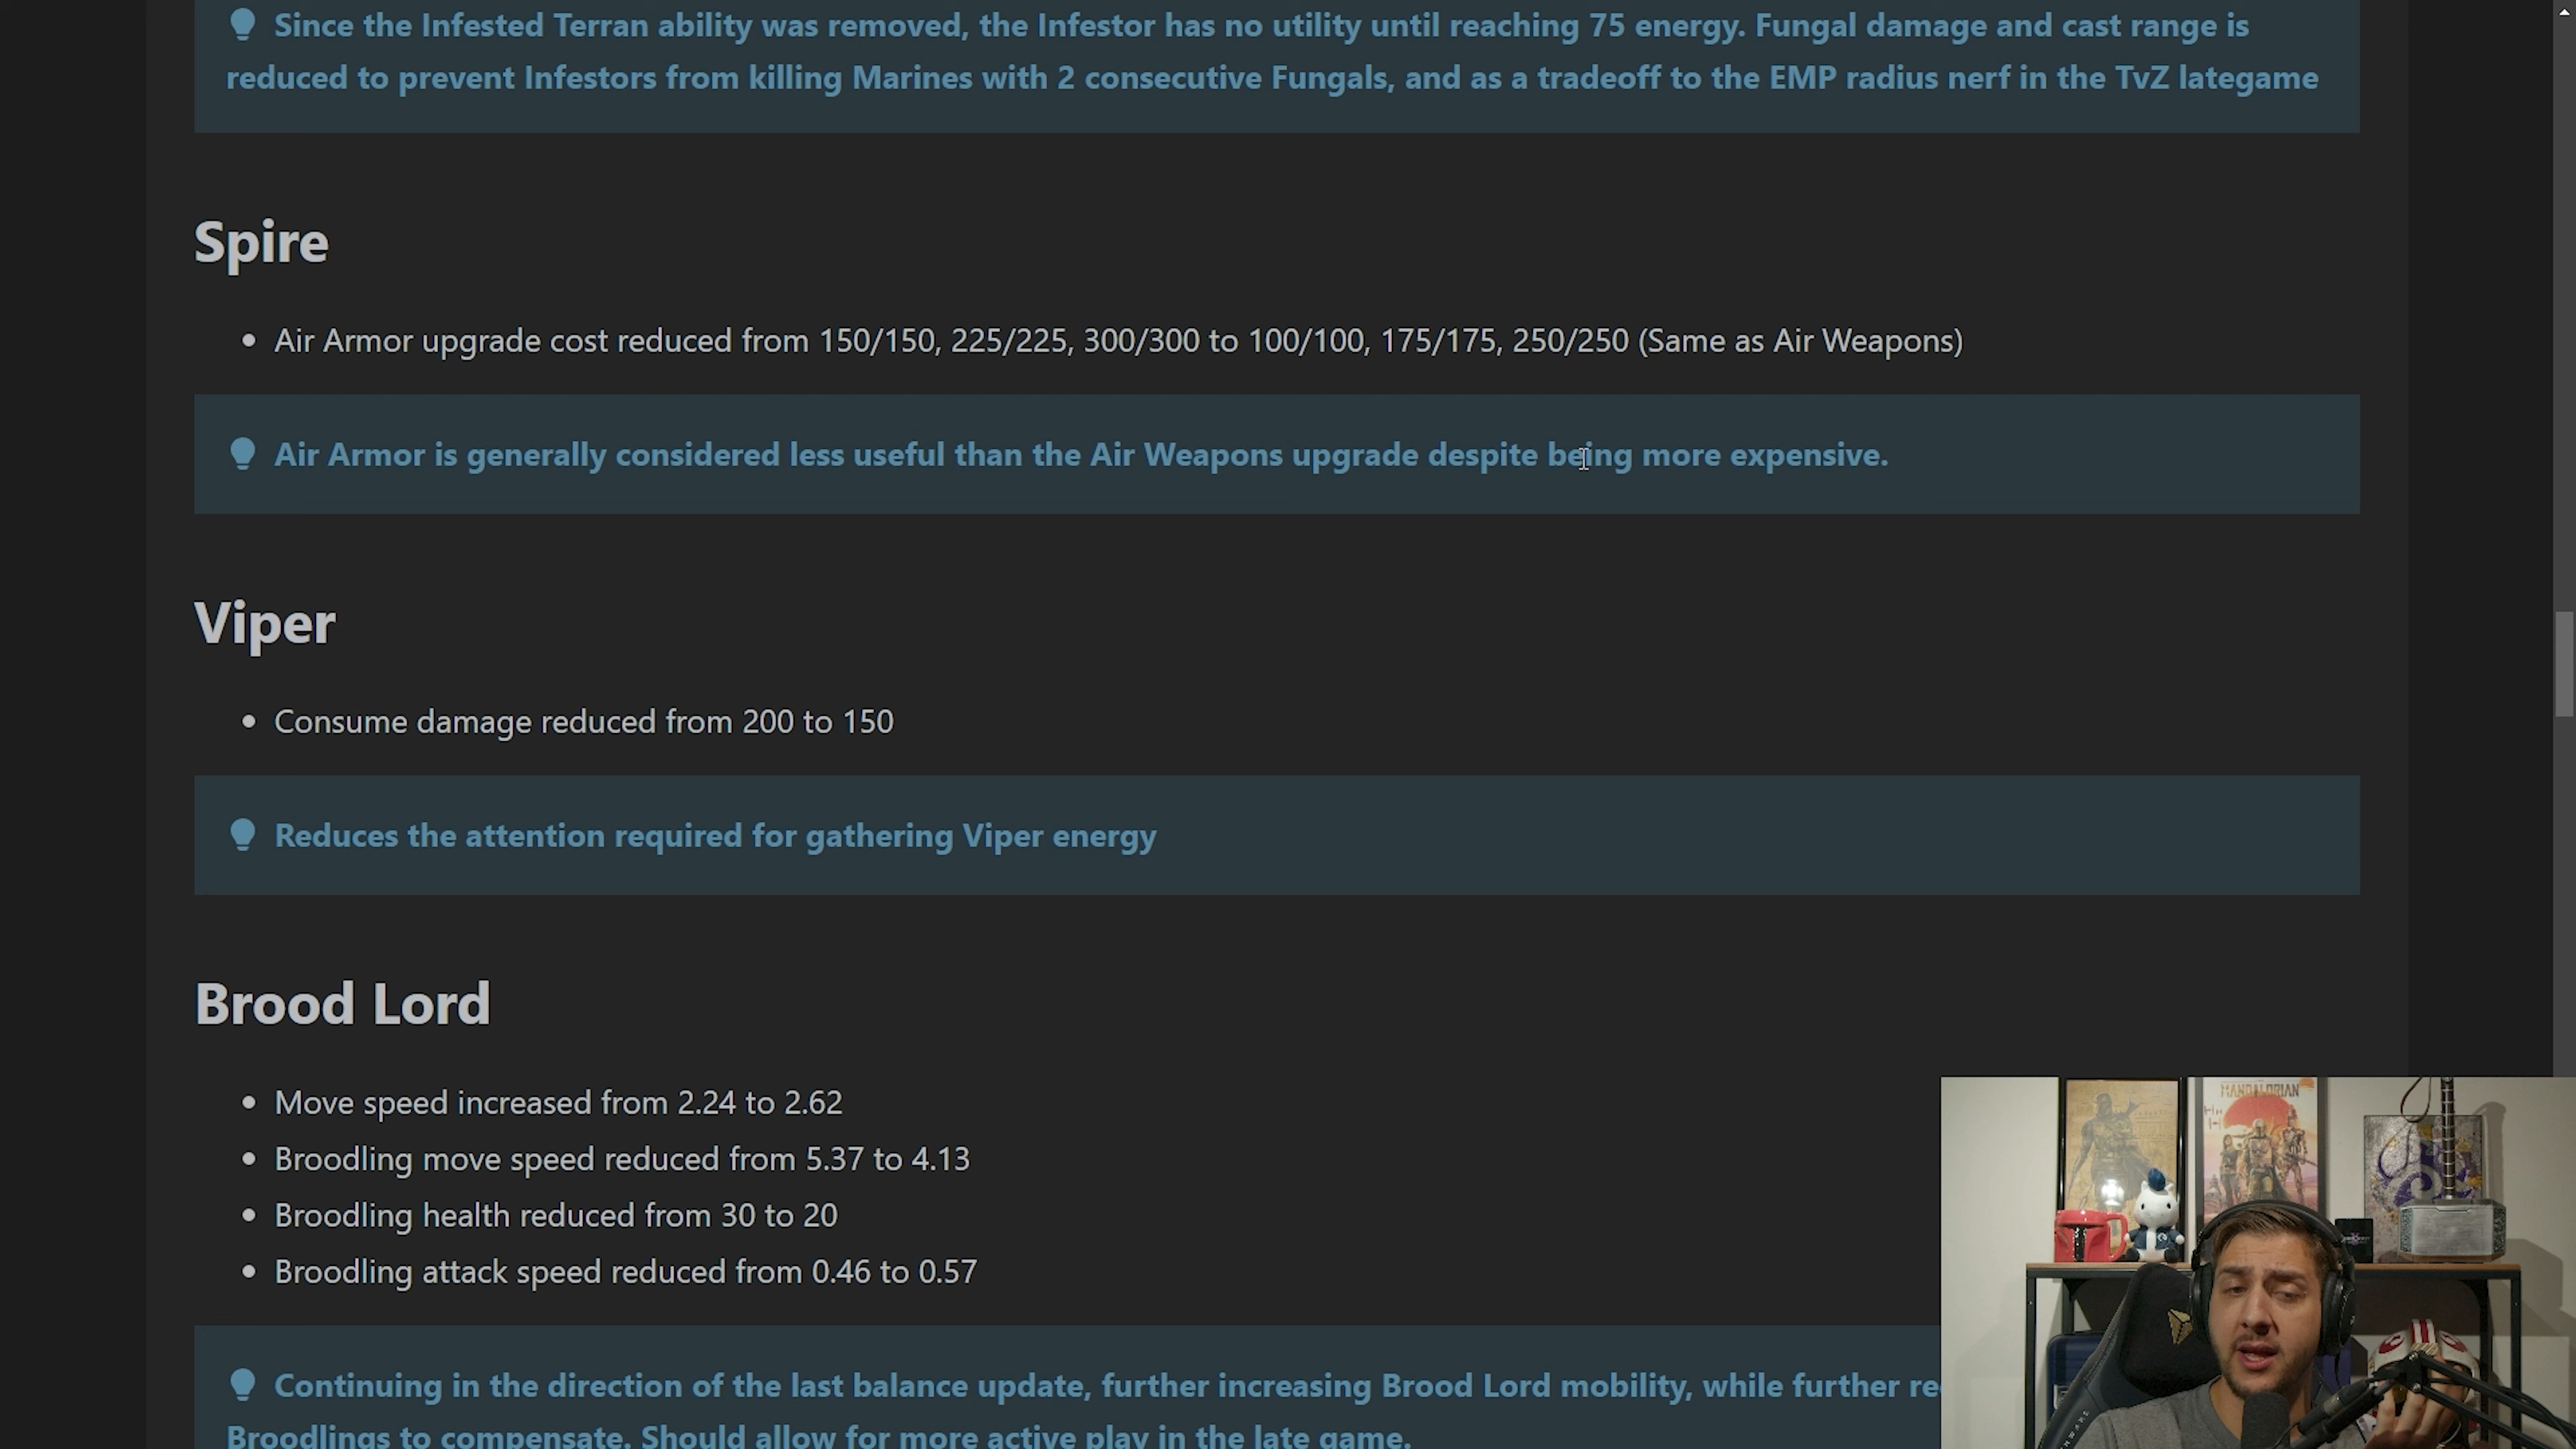 Since the Infested Terran ability was removed, the Infestor has no utility until reaching 75 energy. Fungal damage and cast range is
reduced to prevent Infestors from killing Marines with 2 consecutive Fungals, and as a tradeoff to the EMP radius nerf in the TvZ lategame
Spire
• Air Armor upgrade cost reduced from 150/150, 225/225, 300/300 to 100/100, 175/175, 250/250 (Same as Air Weapons)
Air Armor is generally considered less useful than the Air Weapons upgrade despite being more expensive.
Viper
• Consume damage reduced from 200 to 150
Reduces the attention required for gathering Viper energy
Brood Lord
• Move speed increased from 2.24 to 2.62
• Broodling move speed reduced from 5.37 to 4.13
• Broodling health reduced from 30 to 20
• Broodling attack speed reduced from 0.46 to 0.57
Continuing in the direction of the last balance update, further increasing Brood Lord mobility, while further
Broodlings to compensate. Should allow for more active play in the late game.
MANDALORIAN